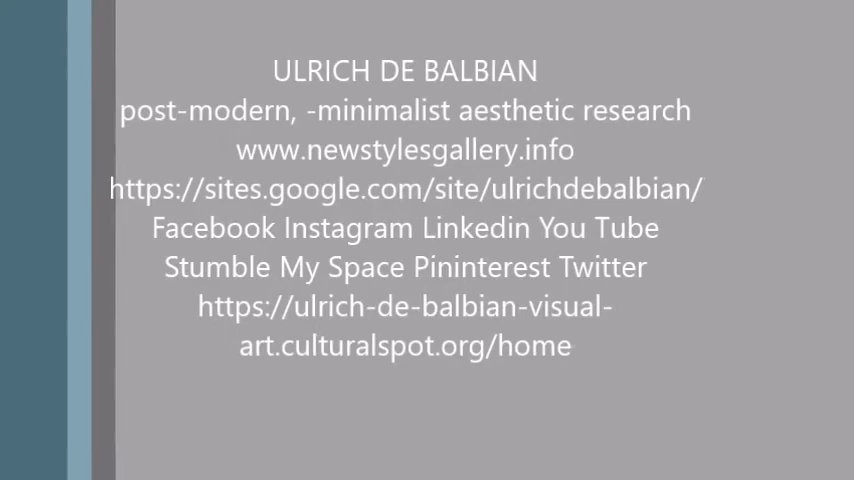 ULRICH DE BALBIAN
post-modern, -minimalist aesthetic research
www.newstylesgallery.info
https://sites.google.com/site/ulrichdebalbian/
Facebook Instagram Linkedin You Tube
Stumble My Space Pininterest Twitter
https://ulrich-de-balbian-visual-
art.culturalspot.org/home